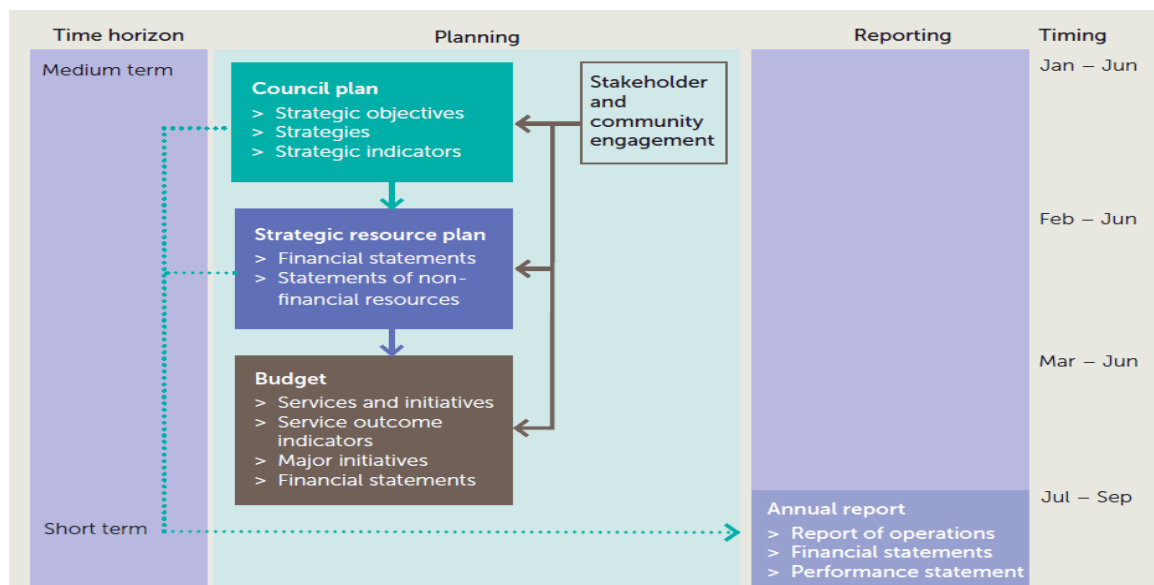 Time horizon
Planning
Reporting
Timing
Medium term
Jan – Jun
Council plan
> Strategic objectives
> Strategies
> Strategic indicators
Stakeholder
and
community
engagement
Feb – Jun
Strategic resource plan
> Financial statements
> Statements of non-
financial resources
Mar – Jun
Budget
> Services and initiatives
> Service outcome
indicators
> Major initiatives
> Financial statements
Jul – Sep
Short term
Annual report
> Report of operations
> Financial statements
> Performance statement